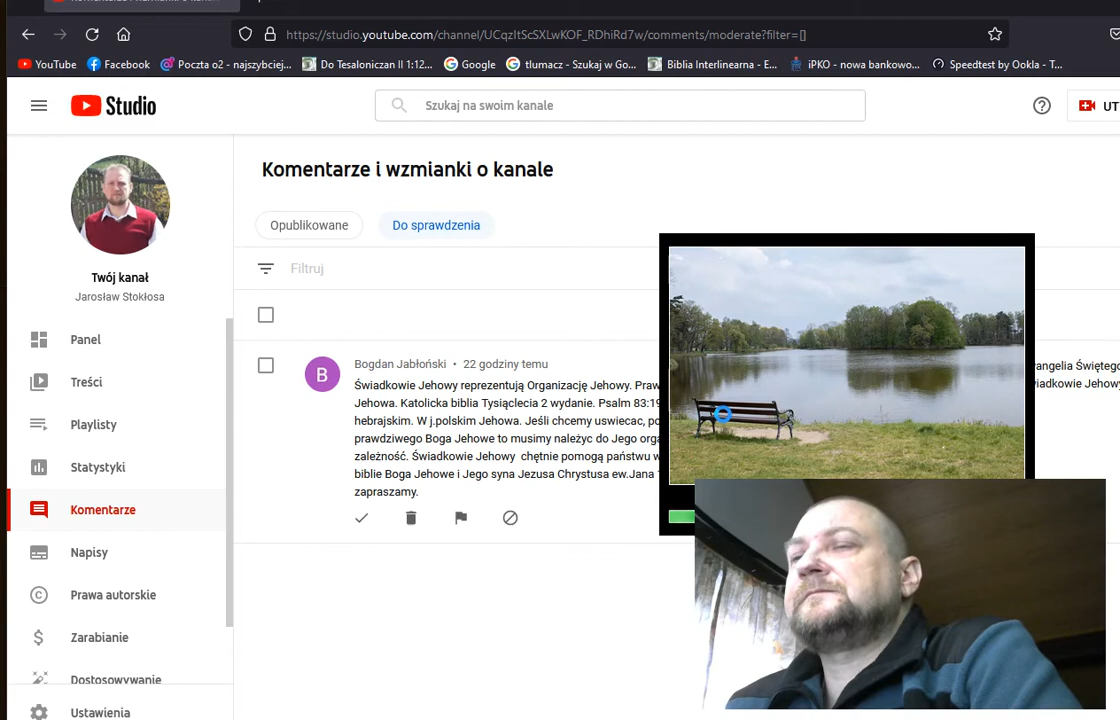 https://studio.youtube.com/channel/UCqzItScSXLwKOF_RDhiRd7w/comments/moderate?filter=[]
YouTube Facebook Poczta o2 - najszybciej... Do Tesaloniczan II 1:12... Google tlumacz - Szukaj w Go... Biblia Interlinearna - E... iPKO - nowa bankowo... Speedtest by Ookla - T...
Studio
Szukaj na swoim kanale
UT
Komentarze i wzmianki o kanale
Opublikowane
Do sprawdzenia
Filtruj
Twój kanał
Jarosław Stokłosa
Panel
Treści
Playlisty
Statystyki
Komentarze
Napisy
Prawa autorskie
Zarabianie
Dostosowywanie
Ustawienia
B
Bogdan Jabłoński • 22 godziny temu
Świadkowie Jehowy reprezentują Organizację Jehowy. Praw
Jehowa. Katolicka biblia Tysiąclecia 2 wydanie. Psalm 83:19
hebrajskim. W j.polskim Jehowa. Jeśli chcemy uswiecac, po
prawdziwego Boga Jehowe to musimy należyc do Jego orga
zależność. Świadkowie Jehowy chętnie pomogą państwu w
biblie Boga Jehowe i Jego syna Jezusa Chrystusa ew.Jana
zapraszamy.
wangelia Świętego
wiadkowie Jehowy